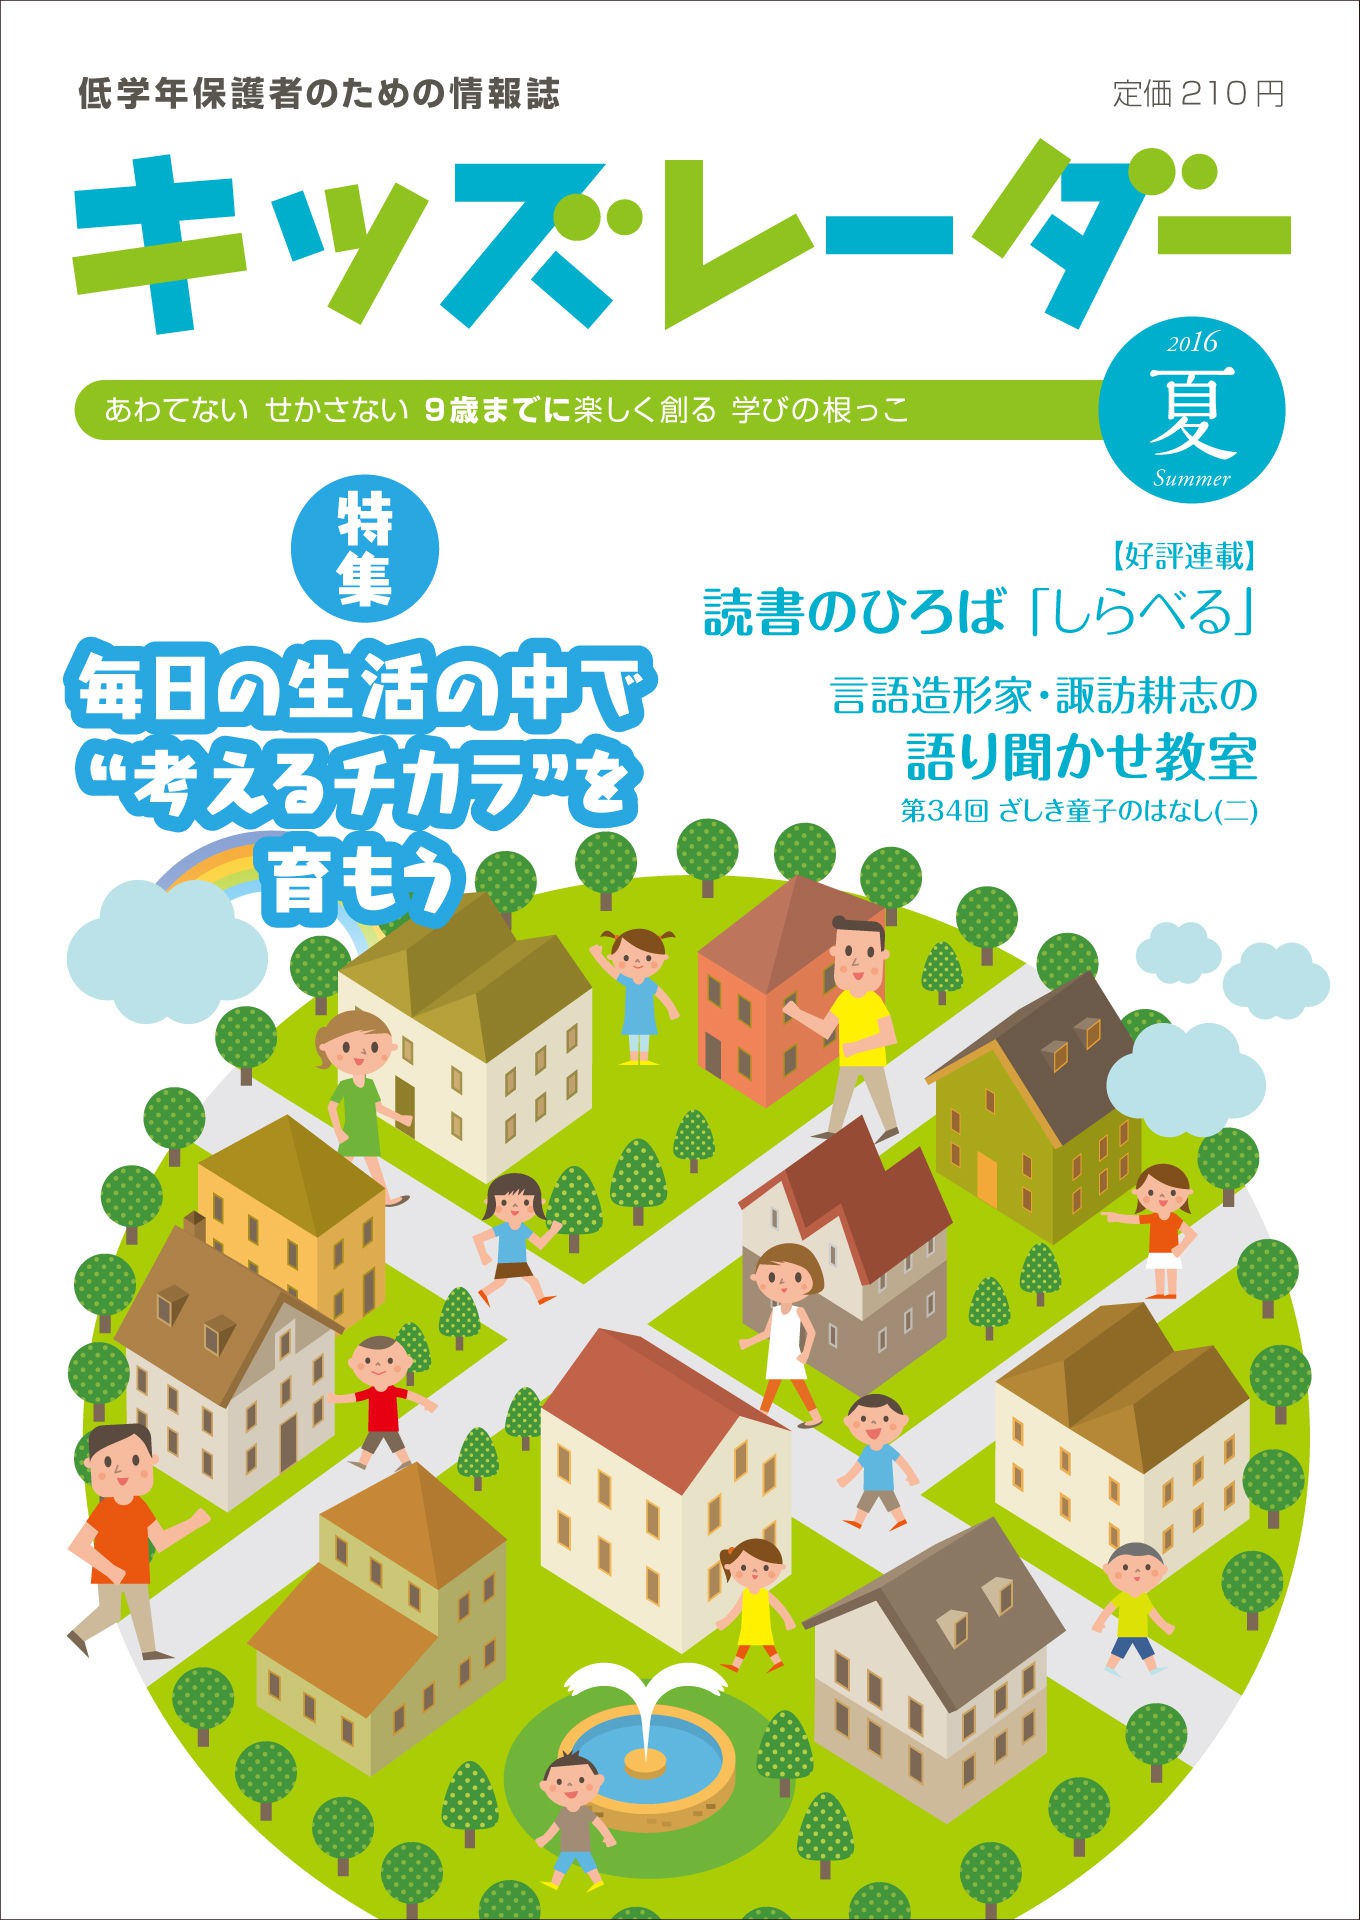 低学年保護者のための情報誌
定価 210 円
キッズレーダー
2016
夏
Summer
あわてない せかさない 9歳までに楽しく創る 学びの根っこ
特集
毎日の生活の中で
“考えるチカラ”を
育もう
【好評連載】
読書のひろば「しらべる」
言語造形家・諏訪耕志の
語り聞かせ教室
第34回 ざしき童子のはなし(二)